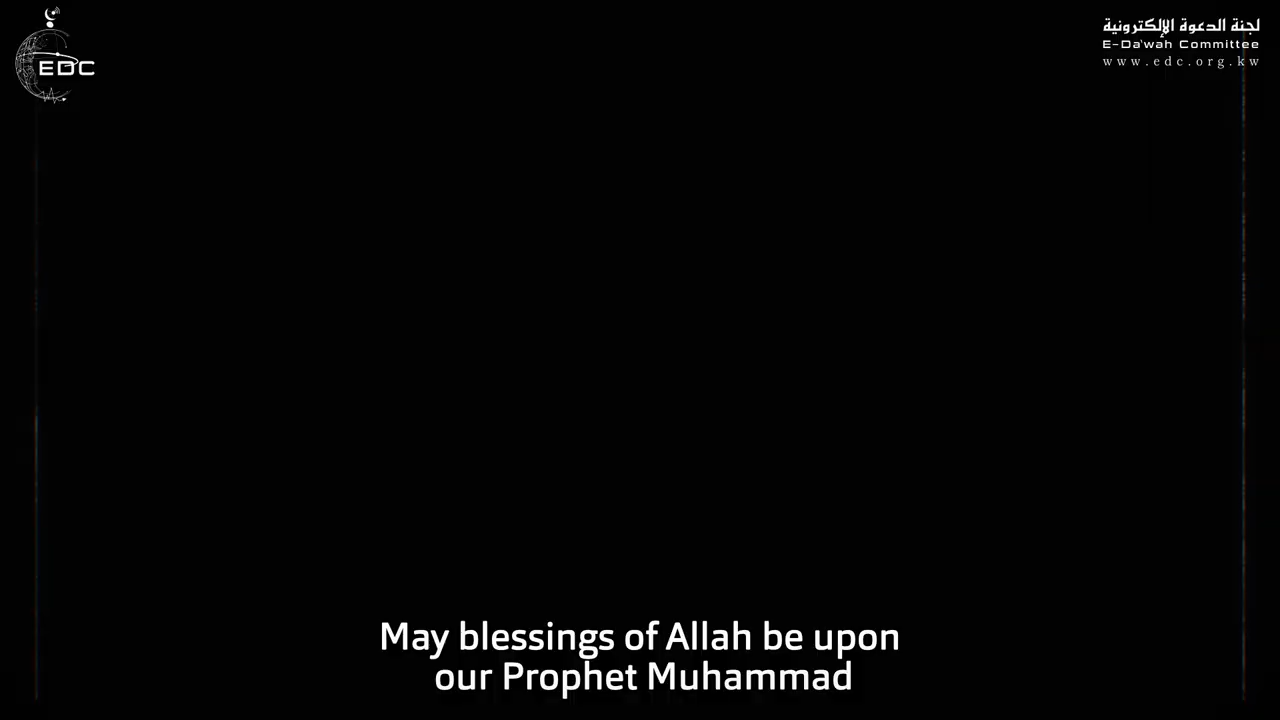 EDC
لجنة الدعوة الإلكترونية
E-Da'wah Committee
www.edc.org.kw
May blessings of Allah be upon
our Prophet Muhammad